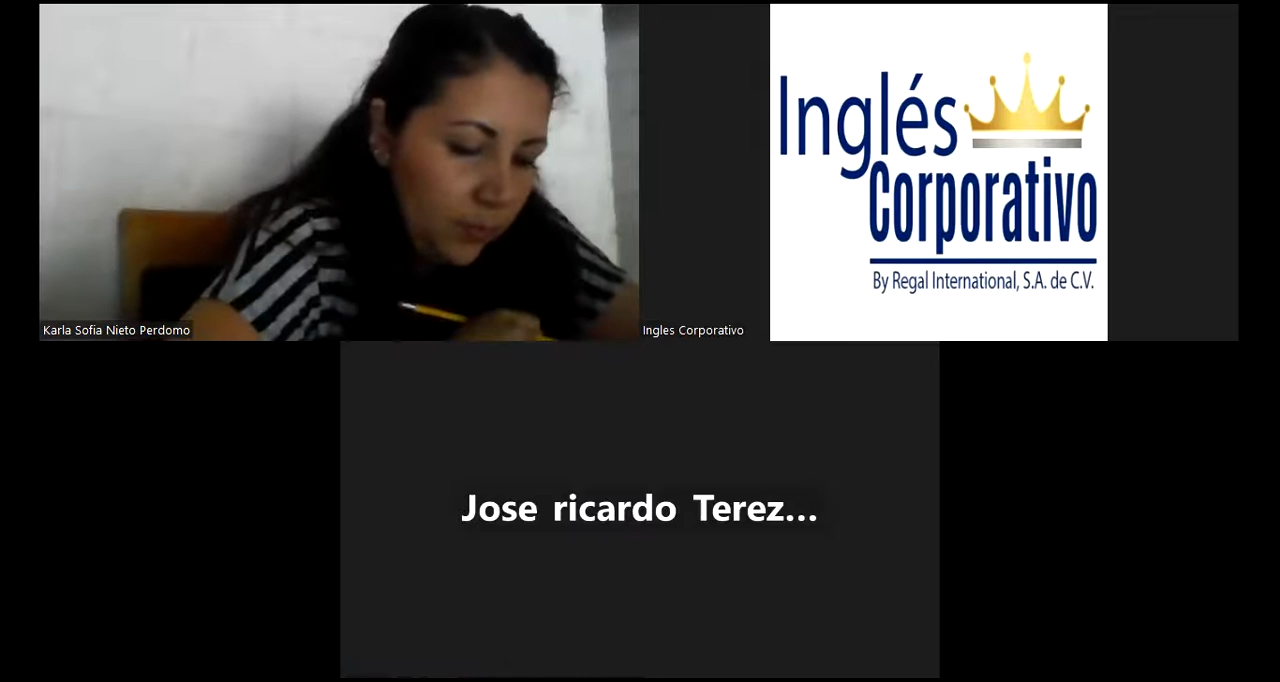 Inglés
Corporativo
By Regal International, S.A. de C.V.
Karla Sofia Nieto Perdomo
Ingles Corporativo
Jose ricardo Terez...